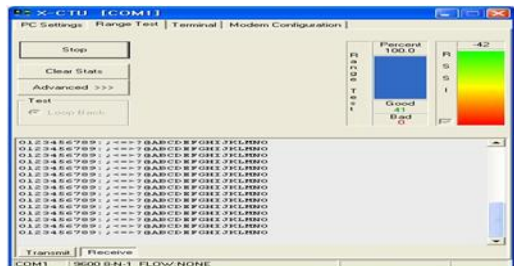 X-CTU [COM1]
PC Settings Range Test Terminal Modem Configuration
Stop
Clear Stats
Advanced >>>
Test
Loop Back
Range Test
Percent
100.0
Good
41
Bad
0
-42
RSSI
0123456789:;<=>?@ABCDEFGHIJKLMNO
0123456789:;<=>?@ABCDEFGHIJKLMNO
0123456789:;<=>?@ABCDEFGHIJKLMNO
0123456789:;<=>?@ABCDEFGHIJKLMNO
0123456789:;<=>?@ABCDEFGHIJKLMNO
0123456789:;<=>?@ABCDEFGHIJKLMNO
0123456789:;<=>?@ABCDEFGHIJKLMNO
0123456789:;<=>?@ABCDEFGHIJKLMNO
0123456789:;<=>?@ABCDEFGHIJKLMNO
0123456789:;<=>?@ABCDEFGHIJKLMNO
0123456789:;<=>?@ABCDEFGHIJKLMNO
Transmit Receive
COM1 9600 8-N-1 FLOW:NONE